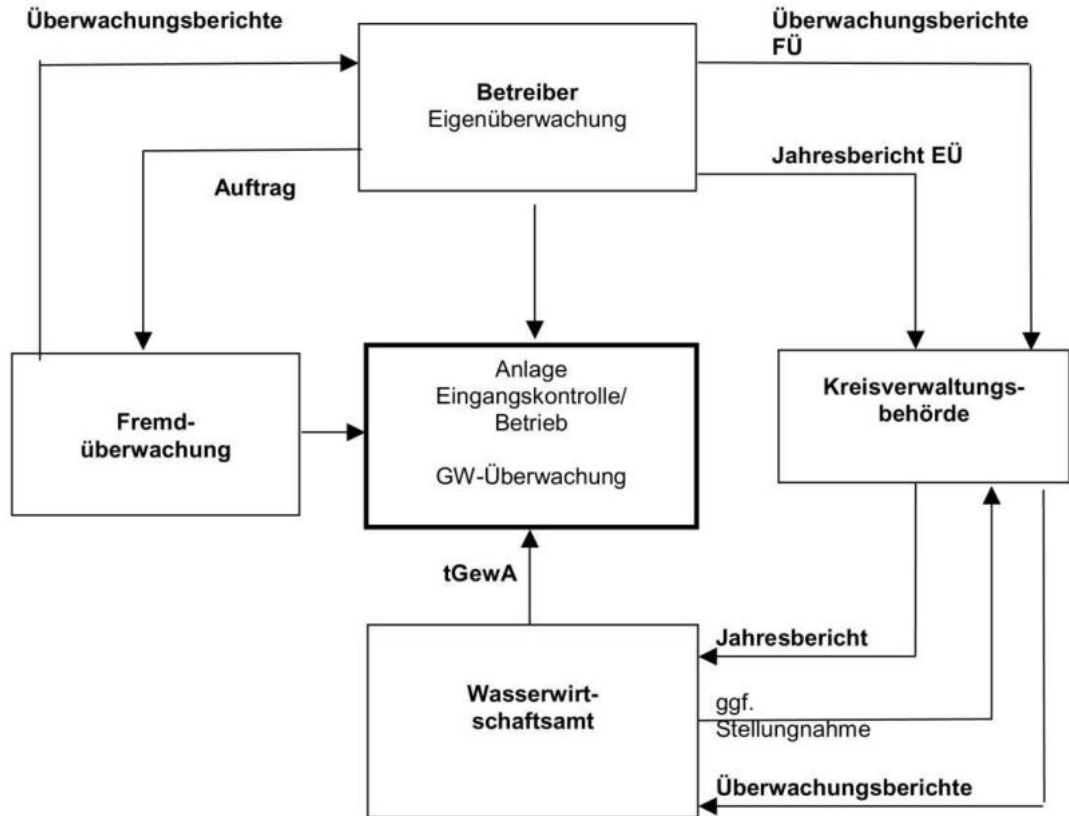 Überwachungsberichte
Überwachungsberichte
FÜ
Betreiber
Eigenüberwachung
Jahresbericht EÜ
Auftrag
Anlage
Eingangskontrolle/
Betrieb
GW-Überwachung
Fremd-
überwachung
Kreisverwaltungs-
behörde
tGewA
Jahresbericht
Wasserwirt-
schaftsamt
ggf.
Stellungnahme
Überwachungsberichte